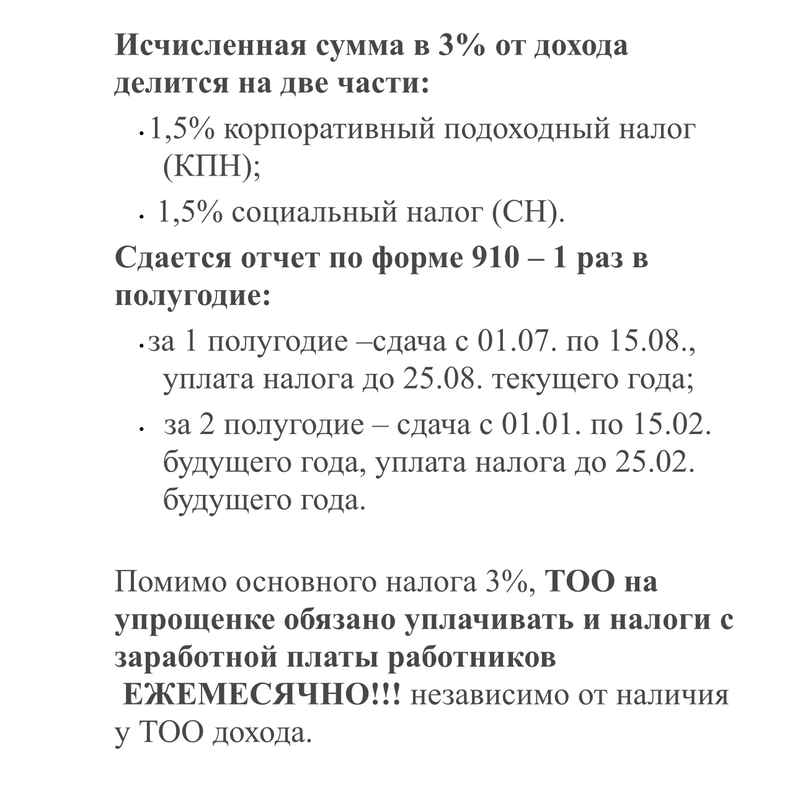 Исчисленная сумма в 3% от дохода
делится на две части:
•1,5% корпоративный подоходный налог
(КПН);
• 1,5% социальный налог (СН).
Сдается отчет по форме 910 – 1 раз в
полугодие:
•за 1 полугодие –сдача с 01.07. по 15.08.,
уплата налога до 25.08. текущего года;
• за 2 полугодие – сдача с 01.01. по 15.02.
будущего года, уплата налога до 25.02.
будущего года.
Помимо основного налога 3%, ТОО на
упрощенке обязано уплачивать и налоги с
заработной платы работников
ЕЖЕМЕСЯЧНО!!! независимо от наличия
у ТОО дохода.